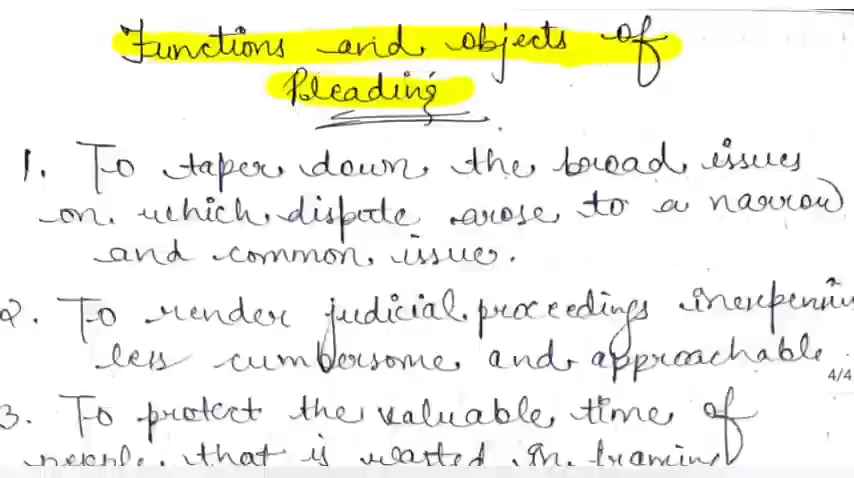 Functions and objects of
Pleading
1. To taper down the broad issues
on which dispute arose to a narrow
and common issue.
2. To render judicial proceedings
less cumbersome and approachable
4/4
3. To protect the valuable time of
people that is wasted in framing